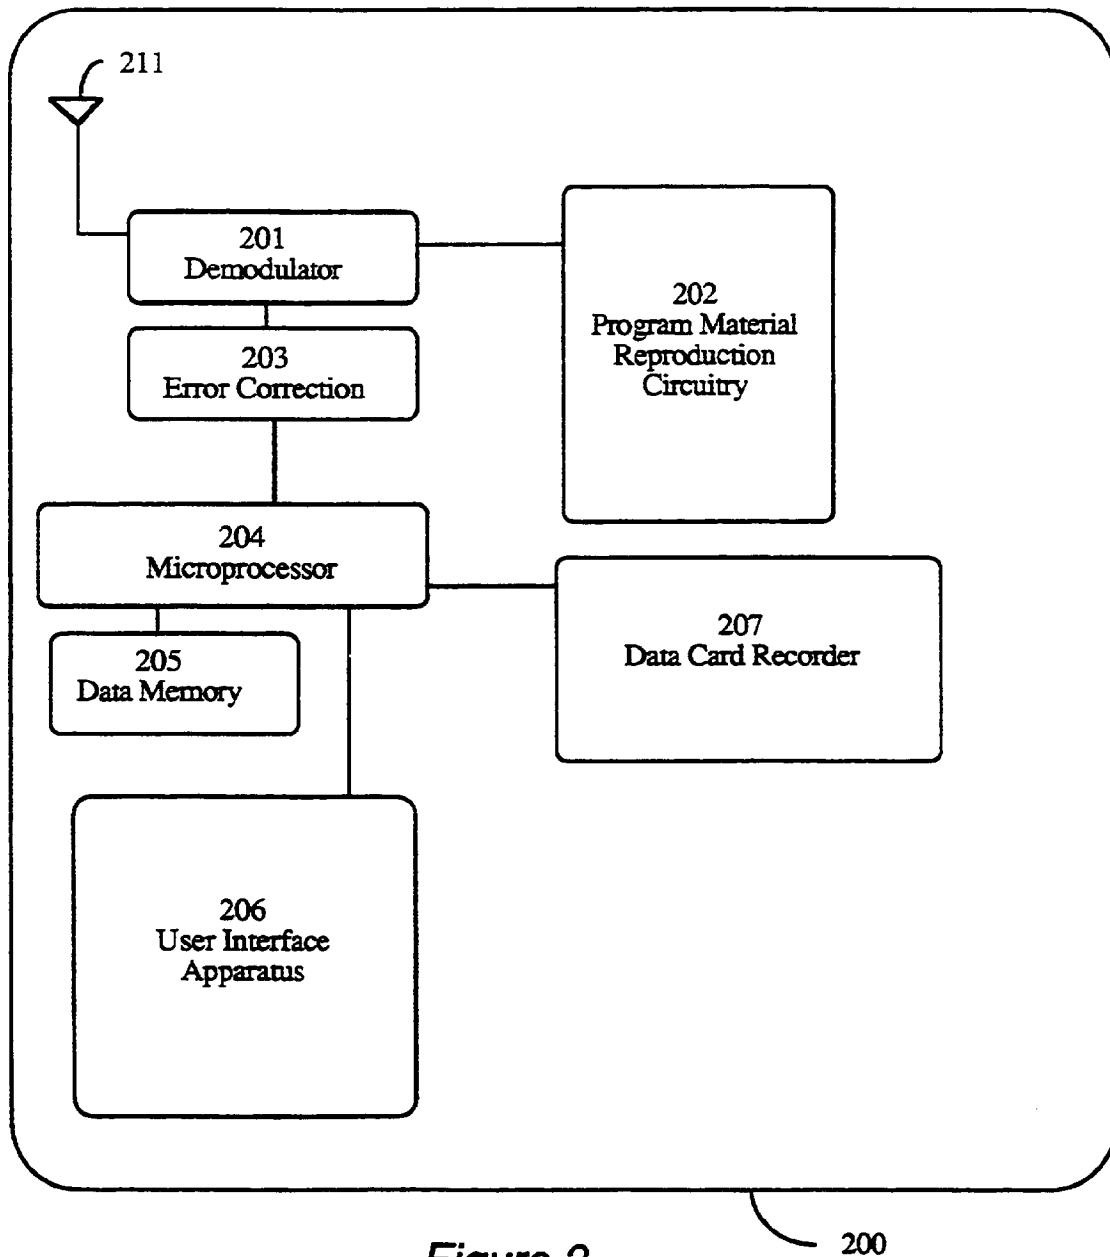 211
201
Demodulator
202
Program Material
Reproduction
Circuitry
203
Error Correction
204
Microprocessor
207
Data Card Recorder
205
Data Memory
206
User Interface
Apparatus
200
Figure 2